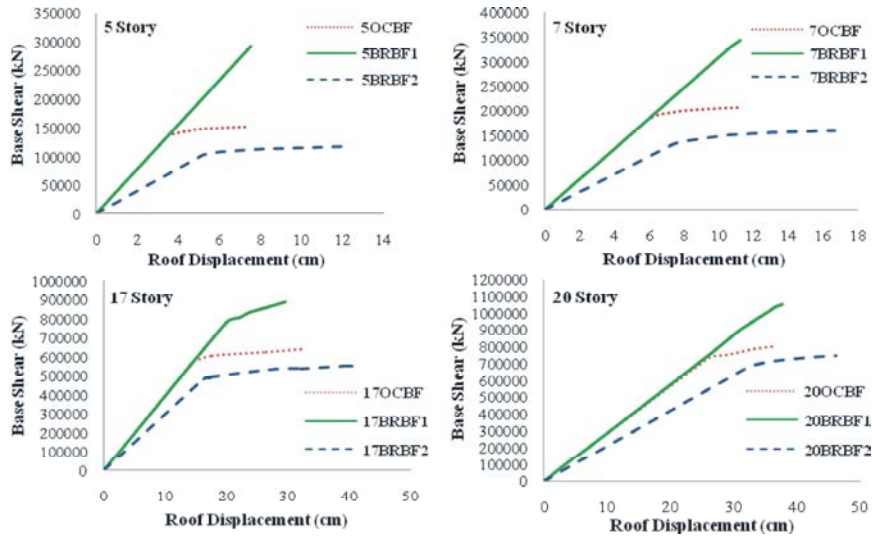 5 Story
Base Shear (kN)
350000
300000
250000
200000
150000
100000
50000
0
5OCBF
5BRBF1
5BRBF2
0 2 4 6 8 10 12 14
Roof Displacement (cm)
7 Story
Base Shear (kN)
400000
350000
300000
250000
200000
150000
100000
50000
0
7OCBF
7BRBF1
7BRBF2
0 2 4 6 8 10 12 14 16 18
Roof Displacement (cm)
17 Story
Base Shear (kN)
1000000
900000
800000
700000
600000
500000
400000
300000
200000
100000
0
17OCBF
17BRBF1
17BRBF2
0 10 20 30 40 50
Roof Displacement (cm)
20 Story
Base Shear (kN)
1200000
1100000
1000000
900000
800000
700000
600000
500000
400000
300000
200000
100000
0
20OCBF
20BRBF1
20BRBF2
0 10 20 30 40 50
Roof Displacement (cm)